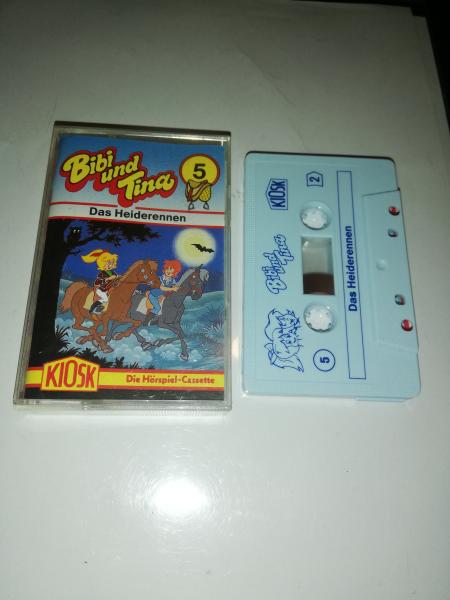 Bibi
und
Tina
5
Das Heiderennen
KIOSK
Die Hörspiel-Cassette
KIOSK
2
Bibi und
Tina
5
Das Heiderennen